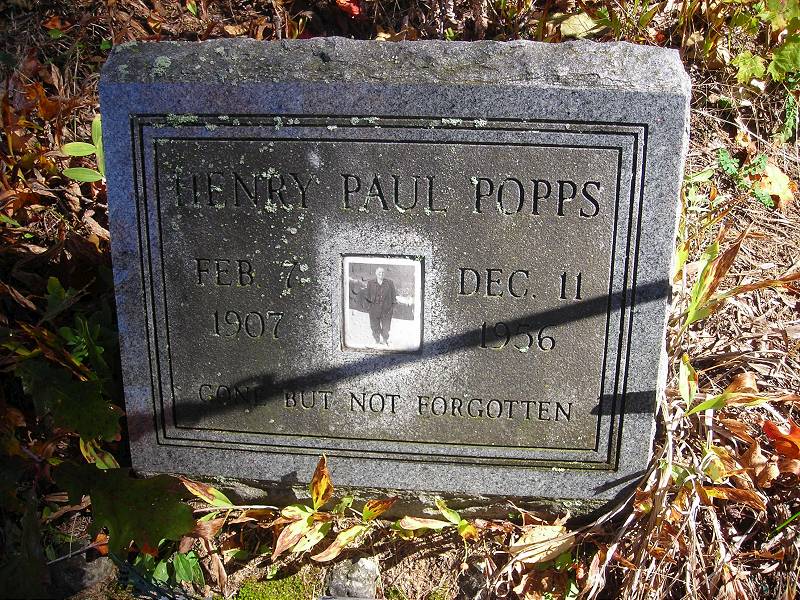 HENRY PAUL POPPS
FEB. 7 DEC. 11
1907 1956
GONE BUT NOT FORGOTTEN